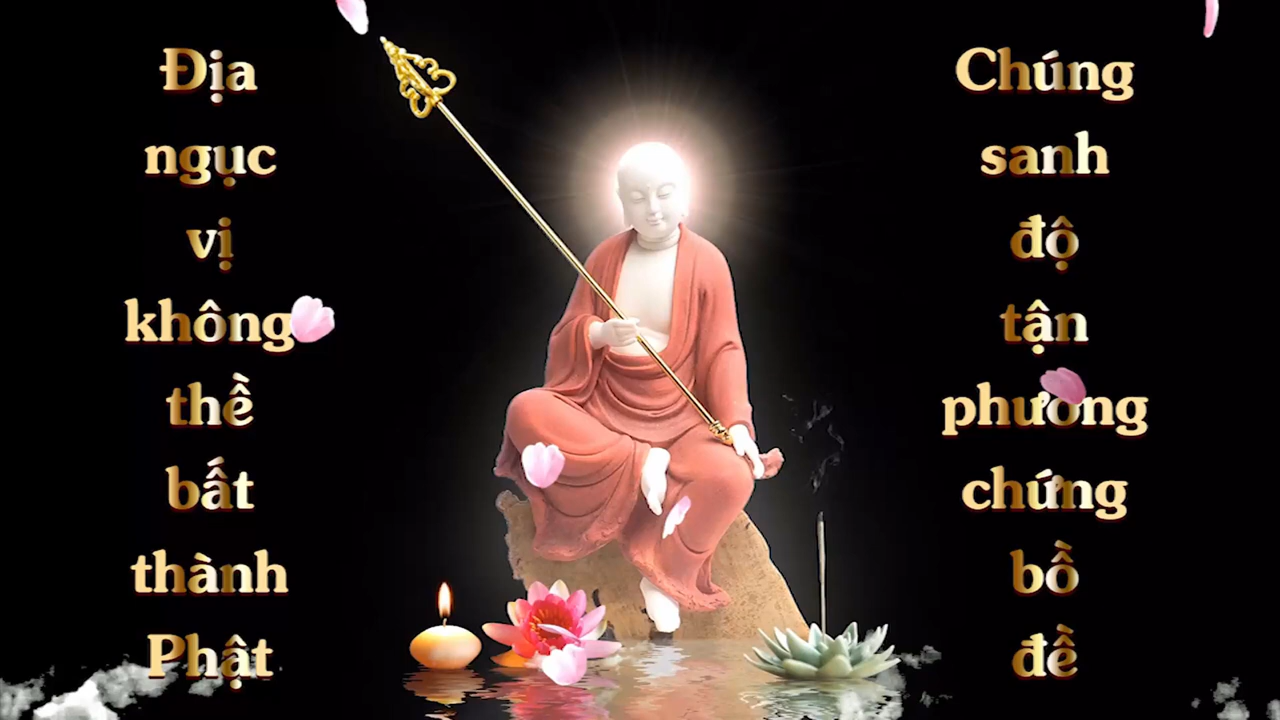 Địa
ngục
vị
không
thề
bất
thành
Phật
Chúng
sanh
độ
tận
phương
chứng
bồ
đề